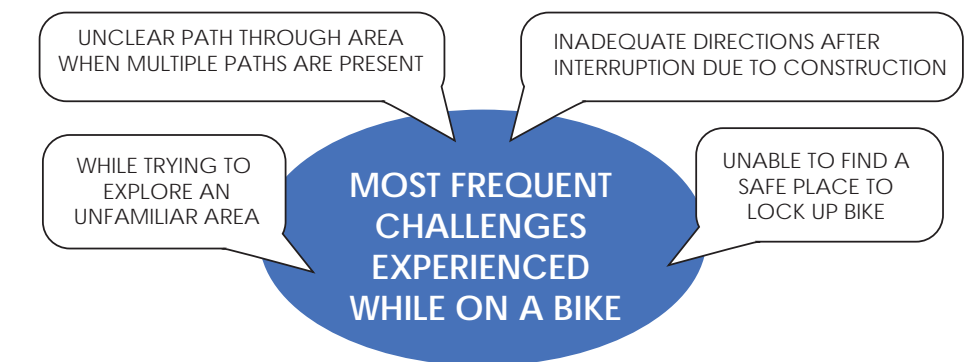 UNCLEAR PATH THROUGH AREA
WHEN MULTIPLE PATHS ARE PRESENT
INADEQUATE DIRECTIONS AFTER
INTERRUPTION DUE TO CONSTRUCTION
WHILE TRYING TO
EXPLORE AN
UNFAMILIAR AREA
MOST FREQUENT
CHALLENGES
EXPERIENCED
WHILE ON A BIKE
UNABLE TO FIND A
SAFE PLACE TO
LOCK UP BIKE